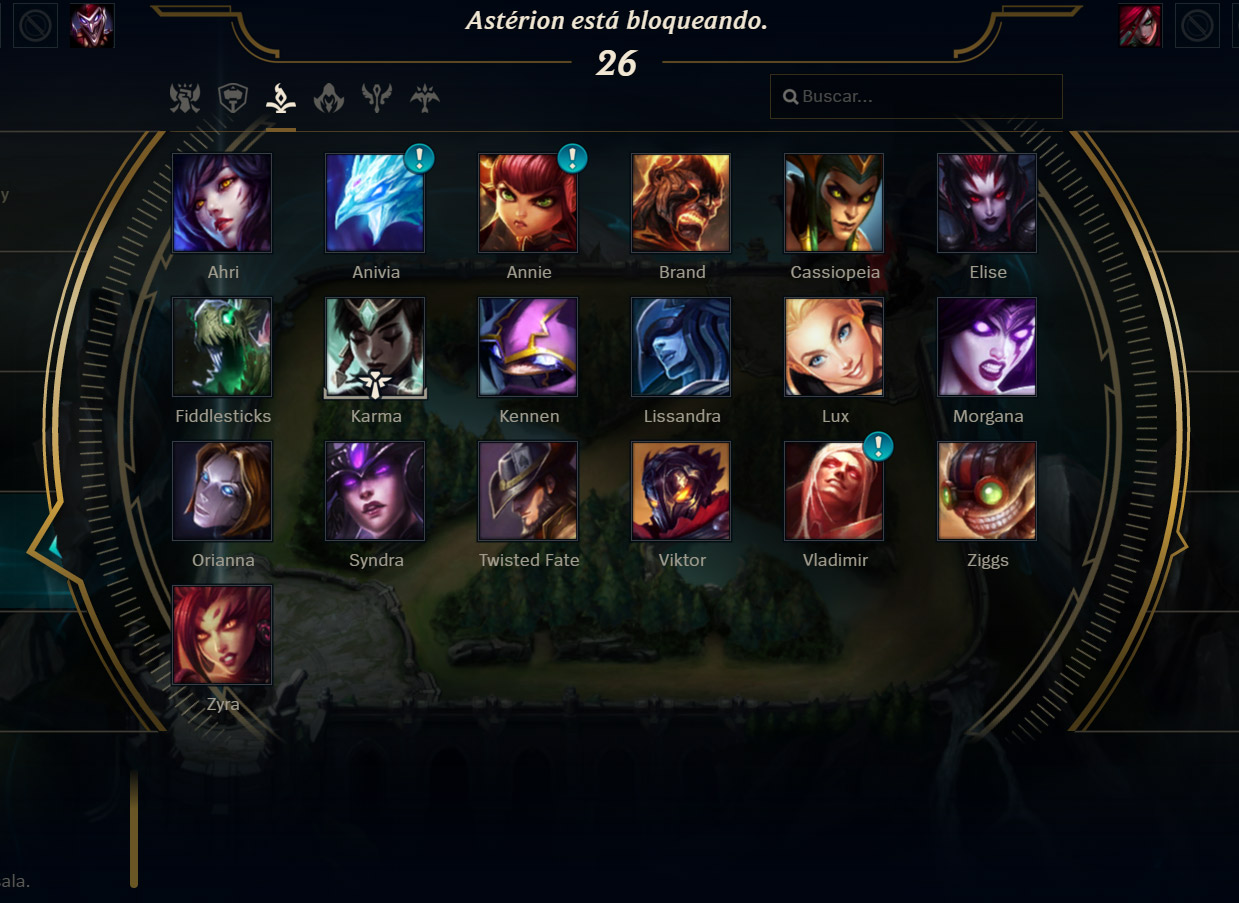 Astérion está bloqueando.
26
Buscar...
y
Ahri
Anivia
Annie
Brand
Cassiopeia
Elise
Fiddlesticks
Karma
Kennen
Lissandra
Lux
Morgana
Orianna
Syndra
Twisted Fate
Viktor
Vladimir
Ziggs
Zyra
ala.